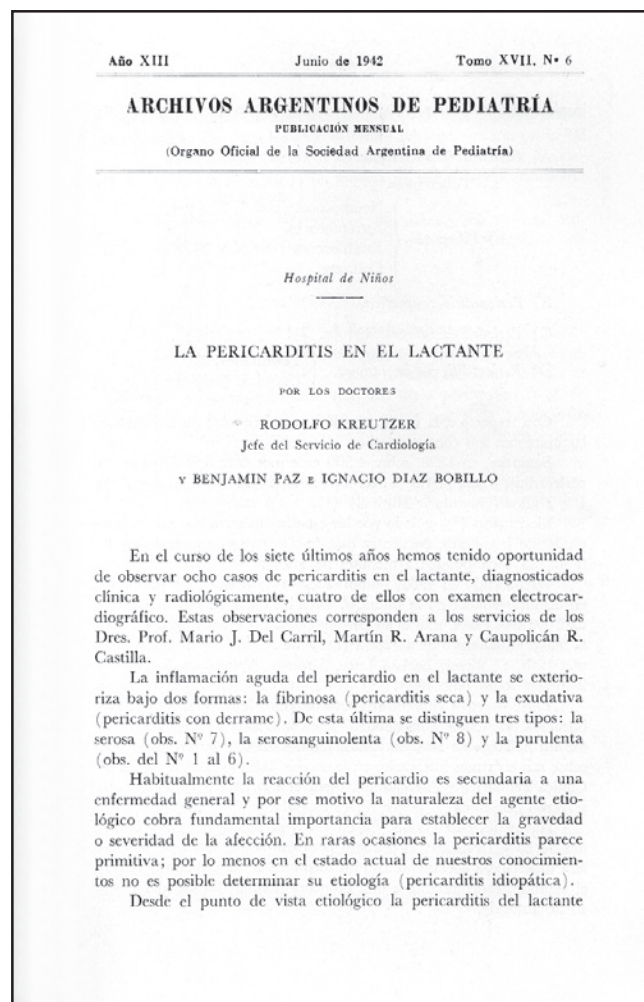 Año XIII Junio de 1942 Tomo XVII, Nº 6
ARCHIVOS ARGENTINOS DE PEDIATRÍA
PUBLICACIÓN MENSUAL
(Organo Oficial de la Sociedad Argentina de Pediatría)
Hospital de Niños
LA PERICARDITIS EN EL LACTANTE
POR LOS DOCTORES
RODOLFO KREUTZER
Jefe del Servicio de Cardiología
Y BENJAMIN PAZ E IGNACIO DIAZ BOBILLO
En el curso de los siete últimos años hemos tenido oportunidad
de observar ocho casos de pericarditis en el lactante, diagnosticados
clínica y radiológicamente, cuatro de ellos con examen electrocar-
diográfico. Estas observaciones corresponden a los servicios de los
Dres. Prof. Mario J. Del Carril, Martín R. Arana y Caupolicán R.
Castilla.
La inflamación aguda del pericardio en el lactante se exterio-
riza bajo dos formas: la fibrinosa (pericarditis seca) y la exudativa
(pericarditis con derrame). De esta última se distinguen tres tipos: la
serosa (obs. Nº 7), la serosanguinolenta (obs. Nº 8) y la purulenta
(obs. del Nº 1 al 6).
Habitualmente la reacción del pericardio es secundaria a una
enfermedad general y por ese motivo la naturaleza del agente etio-
lógico cobra fundamental importancia para establecer la gravedad
o severidad de la afección. En raras ocasiones la pericarditis parece
primitiva; por lo menos en el estado actual de nuestros conocimien-
tos no es posible determinar su etiología (pericarditis idiopática).
Desde el punto de vista etiológico la pericarditis del lactante